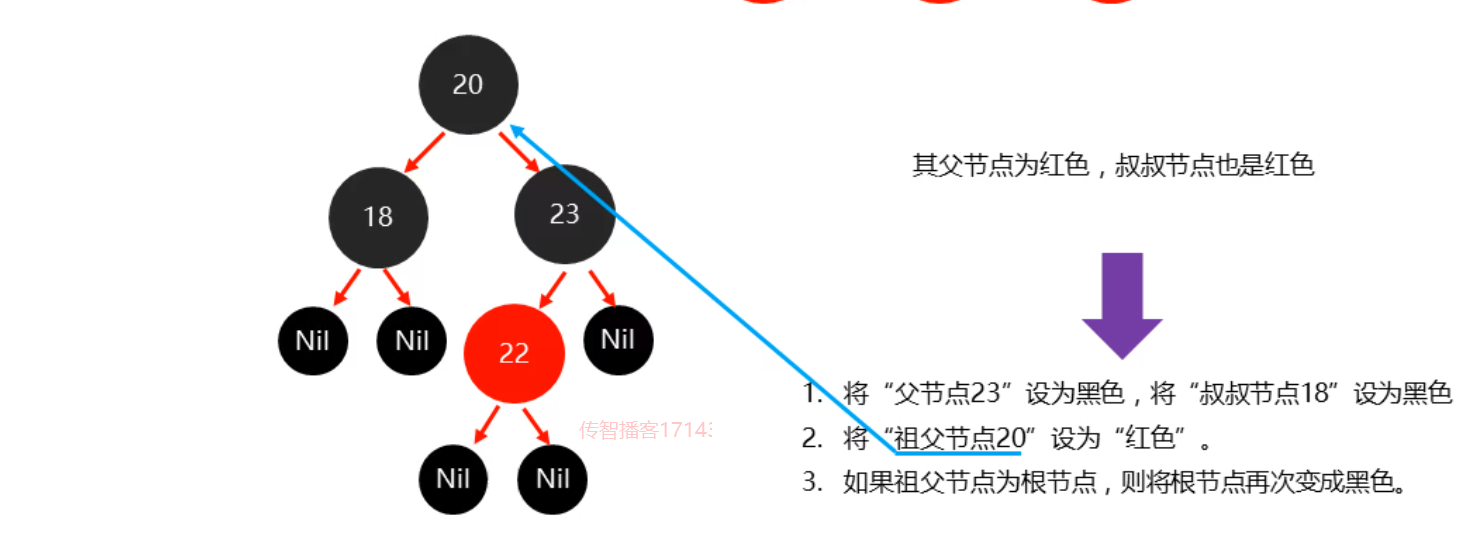 20
其父节点为红色，叔叔节点也是红色
18
23
Nil
Nil
22
Nil
1. 将“父节点23”设为黑色，将“叔叔节点18”设为黑色
传智播客1714
2. 将“祖父节点20”设为“红色”。
Nil
Nil
3. 如果祖父节点为根节点，则将根节点再次变成黑色。